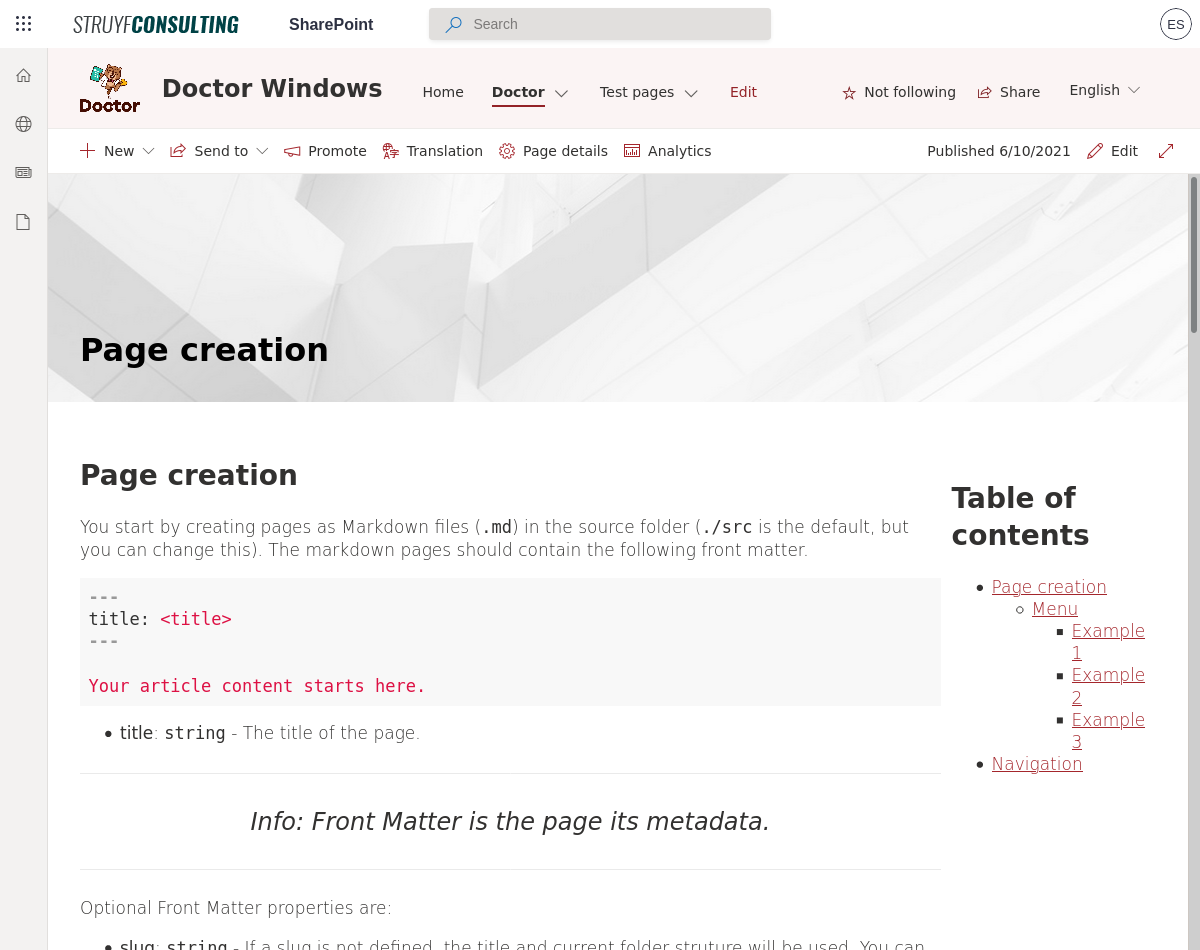 STRUYFCONSULTING
SharePoint
Search
ES
Doctor
Doctor Windows
Home
Doctor
Test pages
Edit
Not following
Share
English
New
Send to
Promote
Translation
Page details
Analytics
Published 6/10/2021
Edit
Page creation
Page creation
You start by creating pages as Markdown files (.md) in the source folder (./src is the default, but
you can change this). The markdown pages should contain the following front matter.
---
title: <title>
---
Your article content starts here.
title: string - The title of the page.
Info: Front Matter is the page its metadata.
Optional Front Matter properties are:
slug: string - If a slug is not defined, the title and current folder struture will be used. You can
Table of
contents
Page creation
Menu
Example
1
Example
2
Example
3
Navigation